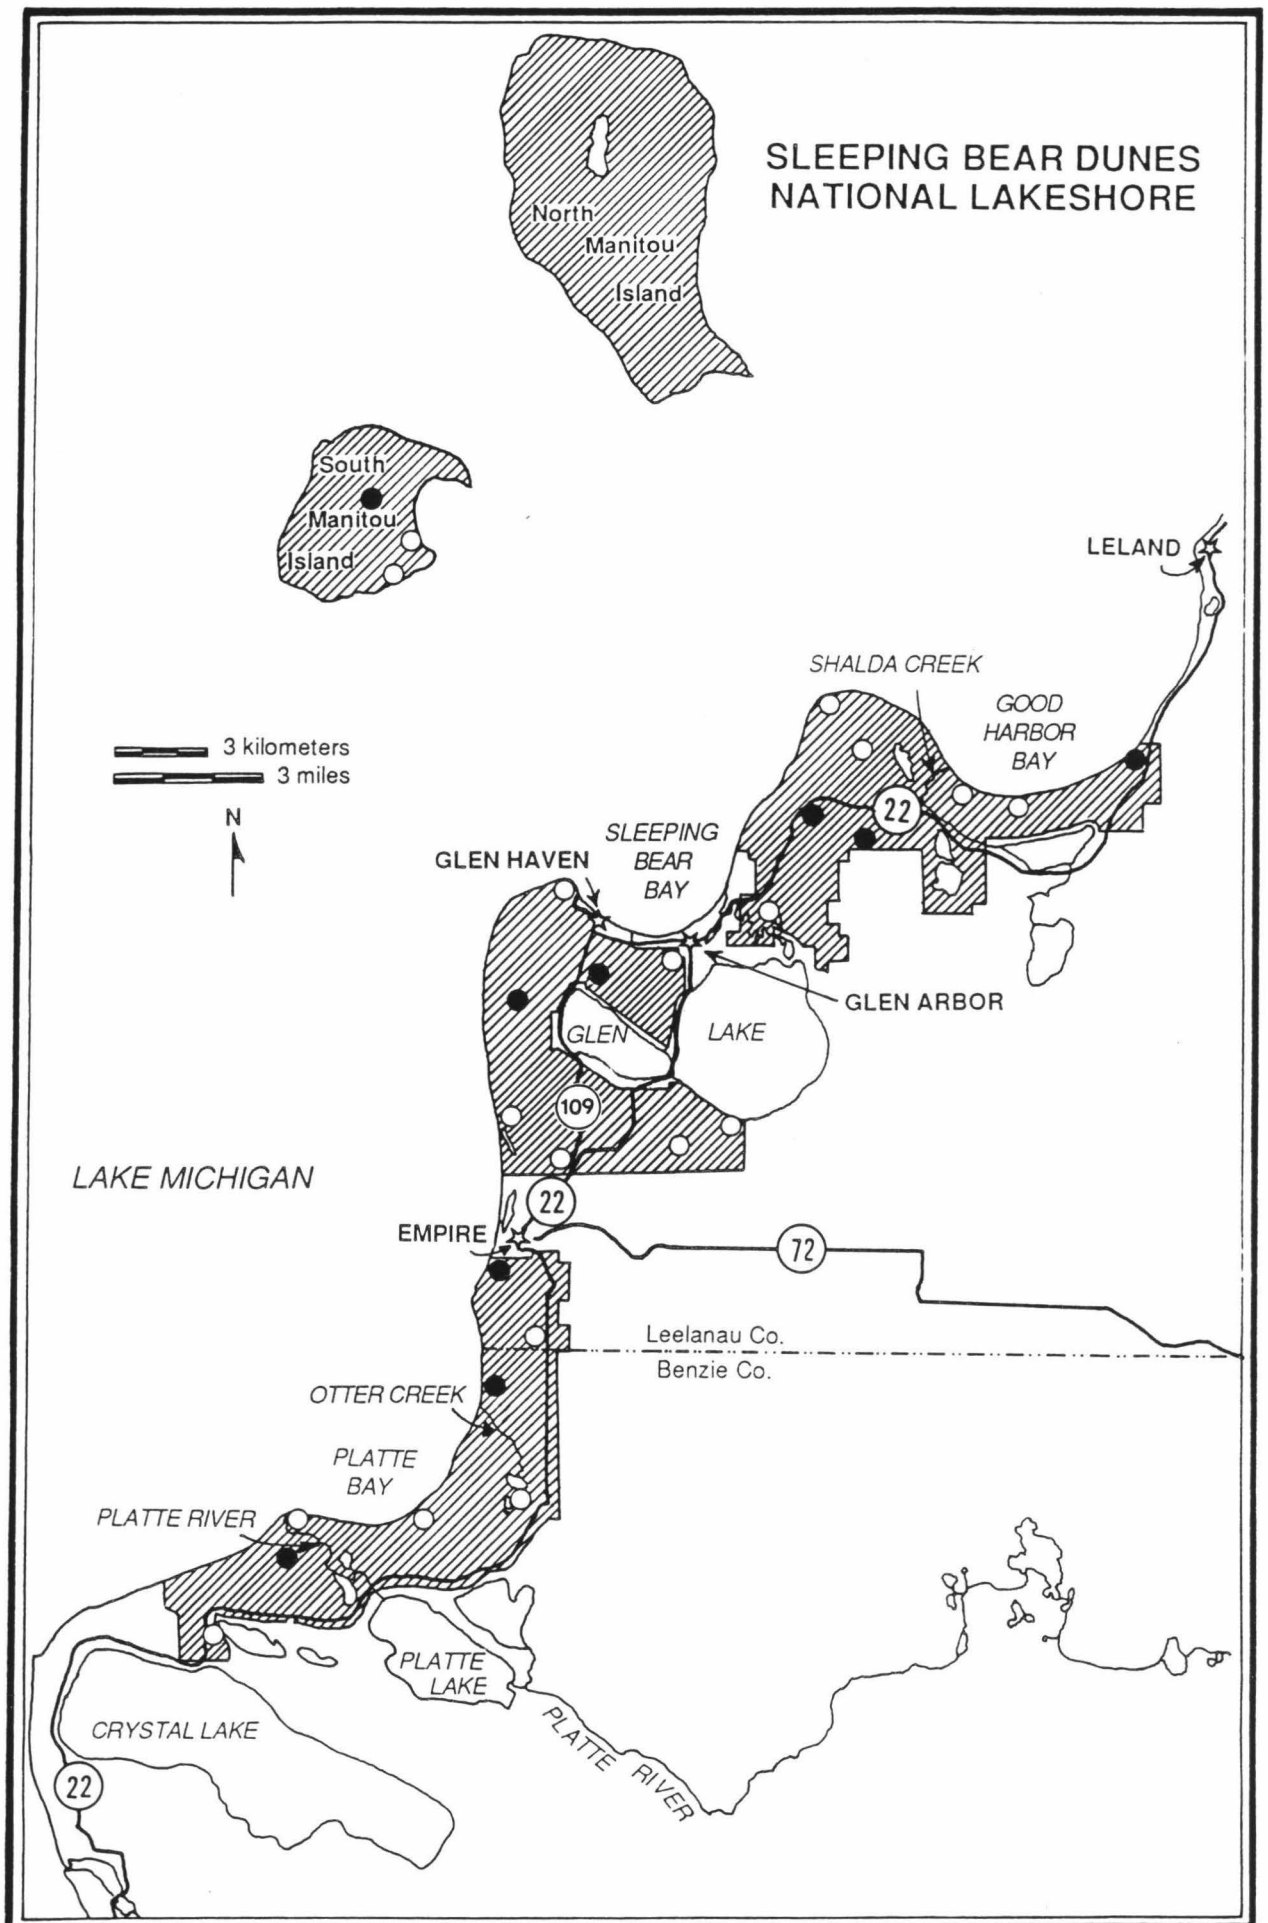 SLEEPING BEAR DUNES
NATIONAL LAKESHORE
North
Manitou
Island
South
Manitou
Island
LELAND
SHALDA CREEK
GOOD
HARBOR
BAY
3 kilometers
3 miles
N
22
SLEEPING
BEAR
BAY
GLEN HAVEN
GLEN ARBOR
GLEN
LAKE
109
LAKE MICHIGAN
22
EMPIRE
72
Leelanau Co.
Benzie Co.
OTTER CREEK
PLATTE
BAY
PLATTE RIVER
PLATTE
LAKE
CRYSTAL LAKE
PLATTE RIVER
22